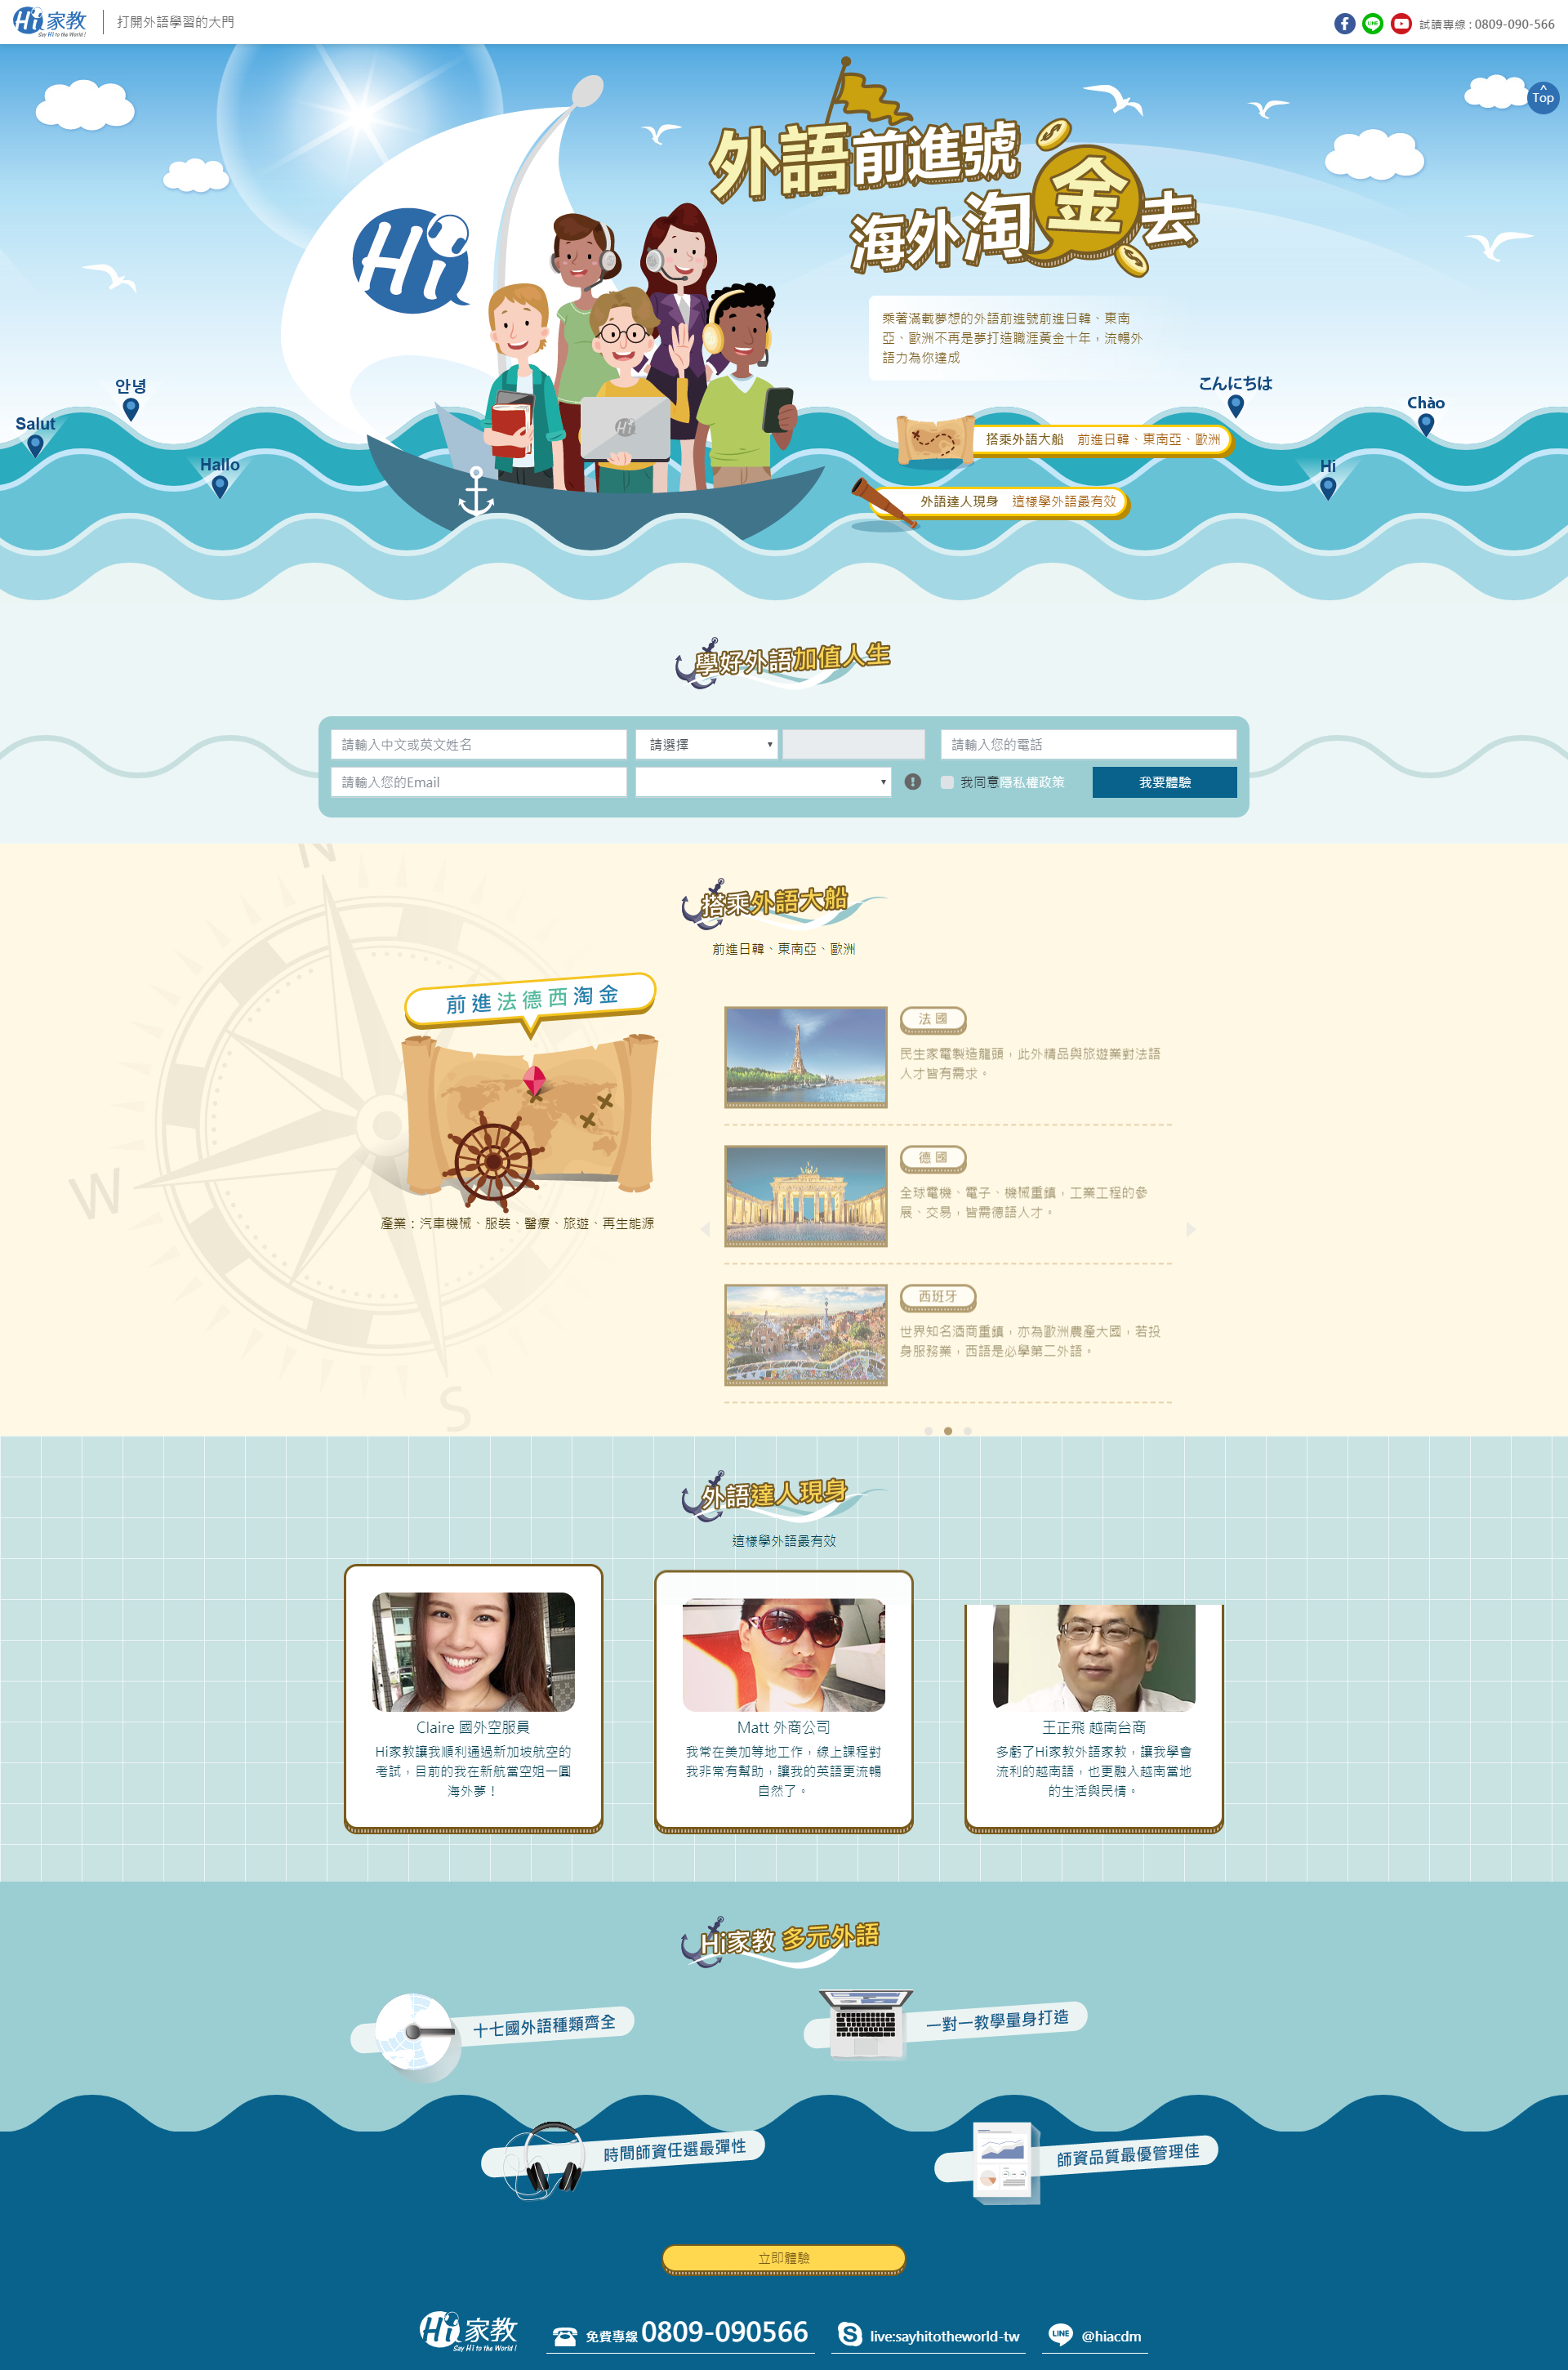 Hi 家教
Say Hi to the World !
打開外語學習的大門
試讀專線 : 0809-090-566
^
Top
外語前進號
海外淘金去
Hi
乘著滿載夢想的外語前進號前進日韓、東南
亞、歐洲不再是夢打造職涯黃金十年，流暢外
語力為你達成
안녕
Salut
Hallo
こんにちは
Chào
Hi
搭乘外語大船 前進日韓、東南亞、歐洲
外語達人現身 這樣學外語最有效
學好外語加值人生
請輸入中文或英文姓名
請選擇
請輸入您的電話
請輸入您的Email
我同意隱私權政策
我要體驗
搭乘外語大船
前進日韓、東南亞、歐洲
N
W
S
前進法德西淘金
產業：汽車機械、服裝、醫療、旅遊、再生能源
法國
民生家電製造龍頭，此外精品與旅遊業對法語
人才皆有需求。
德國
全球電機、電子、機械重鎮，工業工程的參
展、交易，皆需德語人才。
西班牙
世界知名酒商重鎮，亦為歐洲農產大國，若投
身服務業，西語是必學第二外語。
外語達人現身
這樣學外語最有效
Claire 國外空服員
Hi家教讓我順利通過新加坡航空的
考試，目前的我在新航當空姐一圓
海外夢！
Matt 外商公司
我常在美加等地工作，線上課程對
我非常有幫助，讓我的英語更流暢
自然了。
王正飛 越南台商
多虧了Hi家教外語家教，讓我學會
流利的越南語，也更融入越南當地
的生活與民情。
Hi家教 多元外語
十七國外語種類齊全
一對一教學量身打造
時間師資任選最彈性
師資品質最優管理佳
立即體驗
Hi 家教
Say Hi to the World !
免費專線 0809-090566
live:sayhitotheworld-tw
LINE
@hiacdm